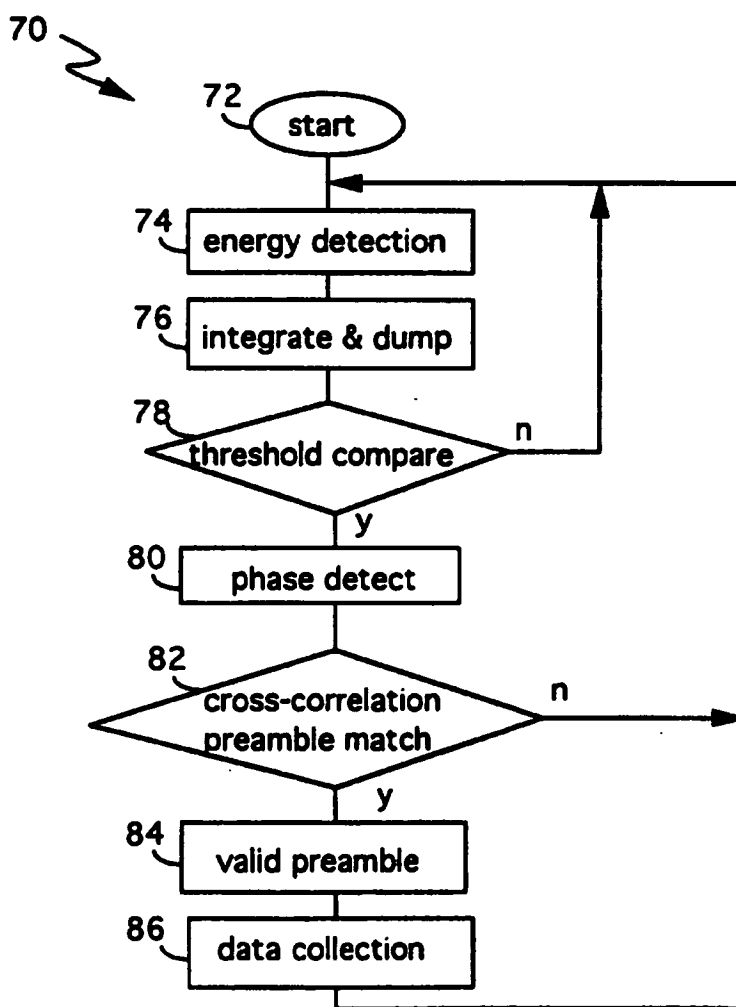 70
72
start
74
energy detection
76
integrate & dump
78
threshold compare
n
y
80
phase detect
82
cross-correlation
preamble match
n
y
84
valid preamble
86
data collection